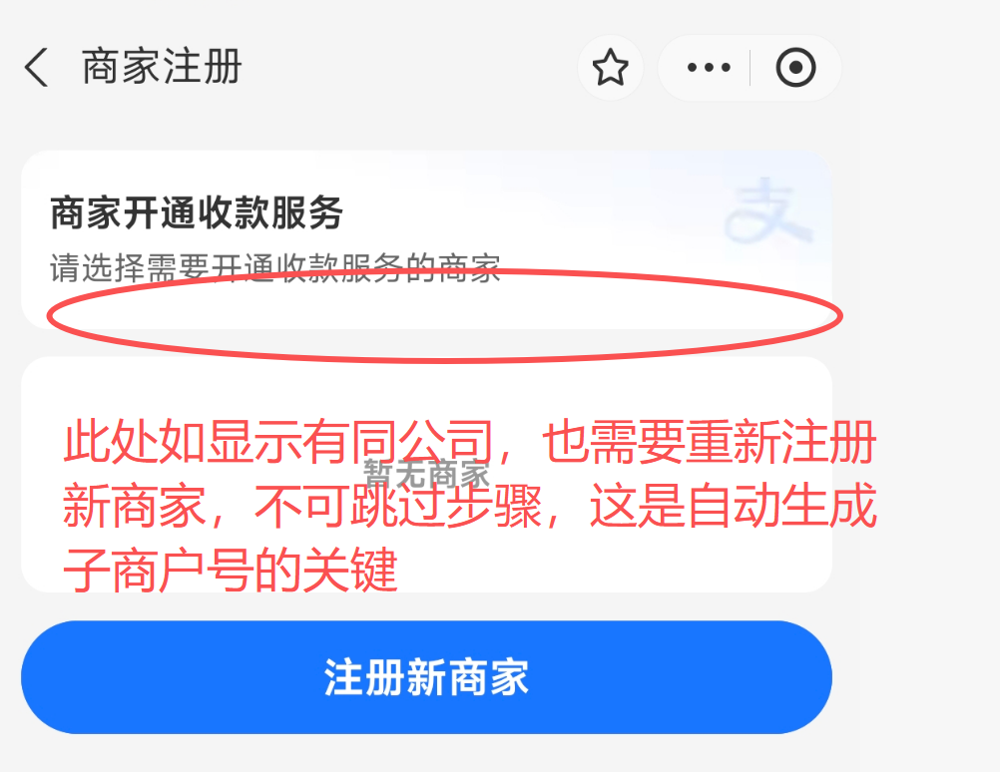 商家注册
商家开通收款服务
请选择需要开通收款服务的商家
支
此处如显示有同公司，也需要重新注册
暂无商家
新商家，不可跳过步骤，这是自动生成
子商户号的关键
注册新商家